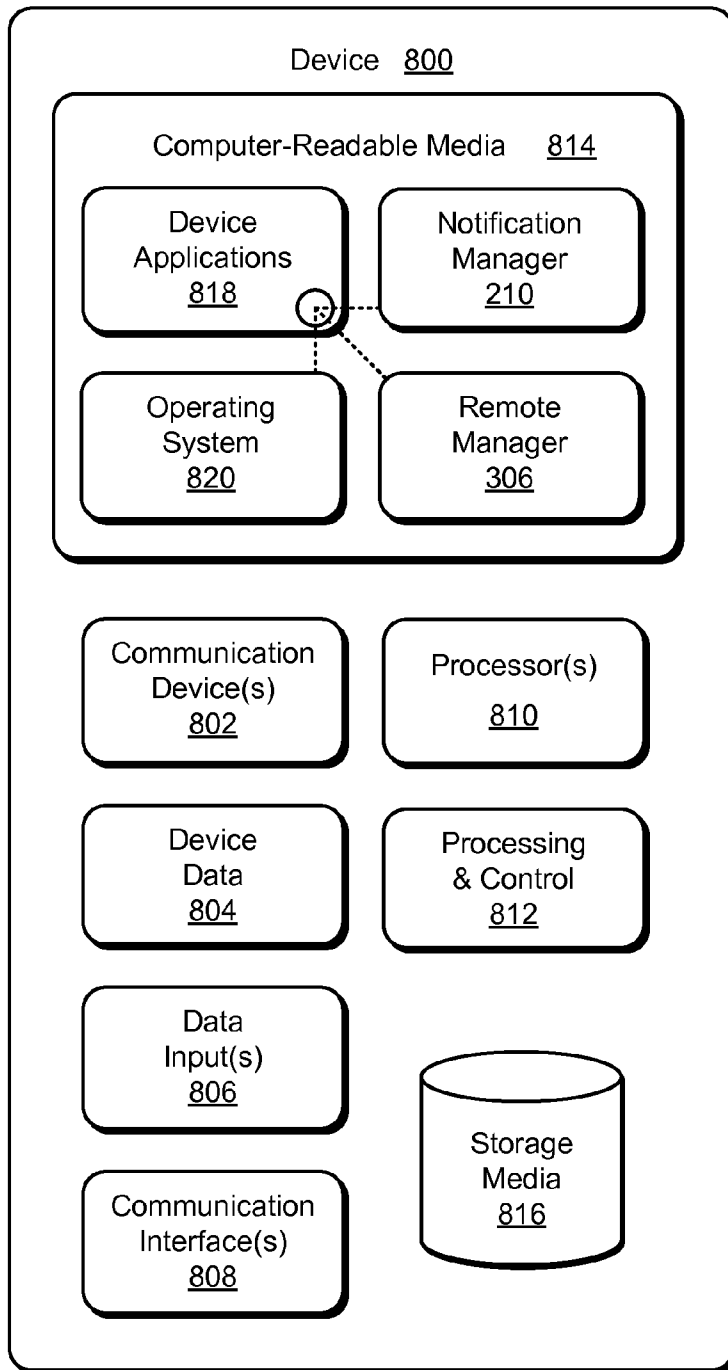 Device 800
Computer-Readable Media 814
Device
Applications
818
Notification
Manager
210
Operating
System
820
Remote
Manager
306
Communication
Device(s)
802
Processor(s)
810
Device
Data
804
Processing
& Control
812
Data
Input(s)
806
Storage
Media
816
Communication
Interface(s)
808